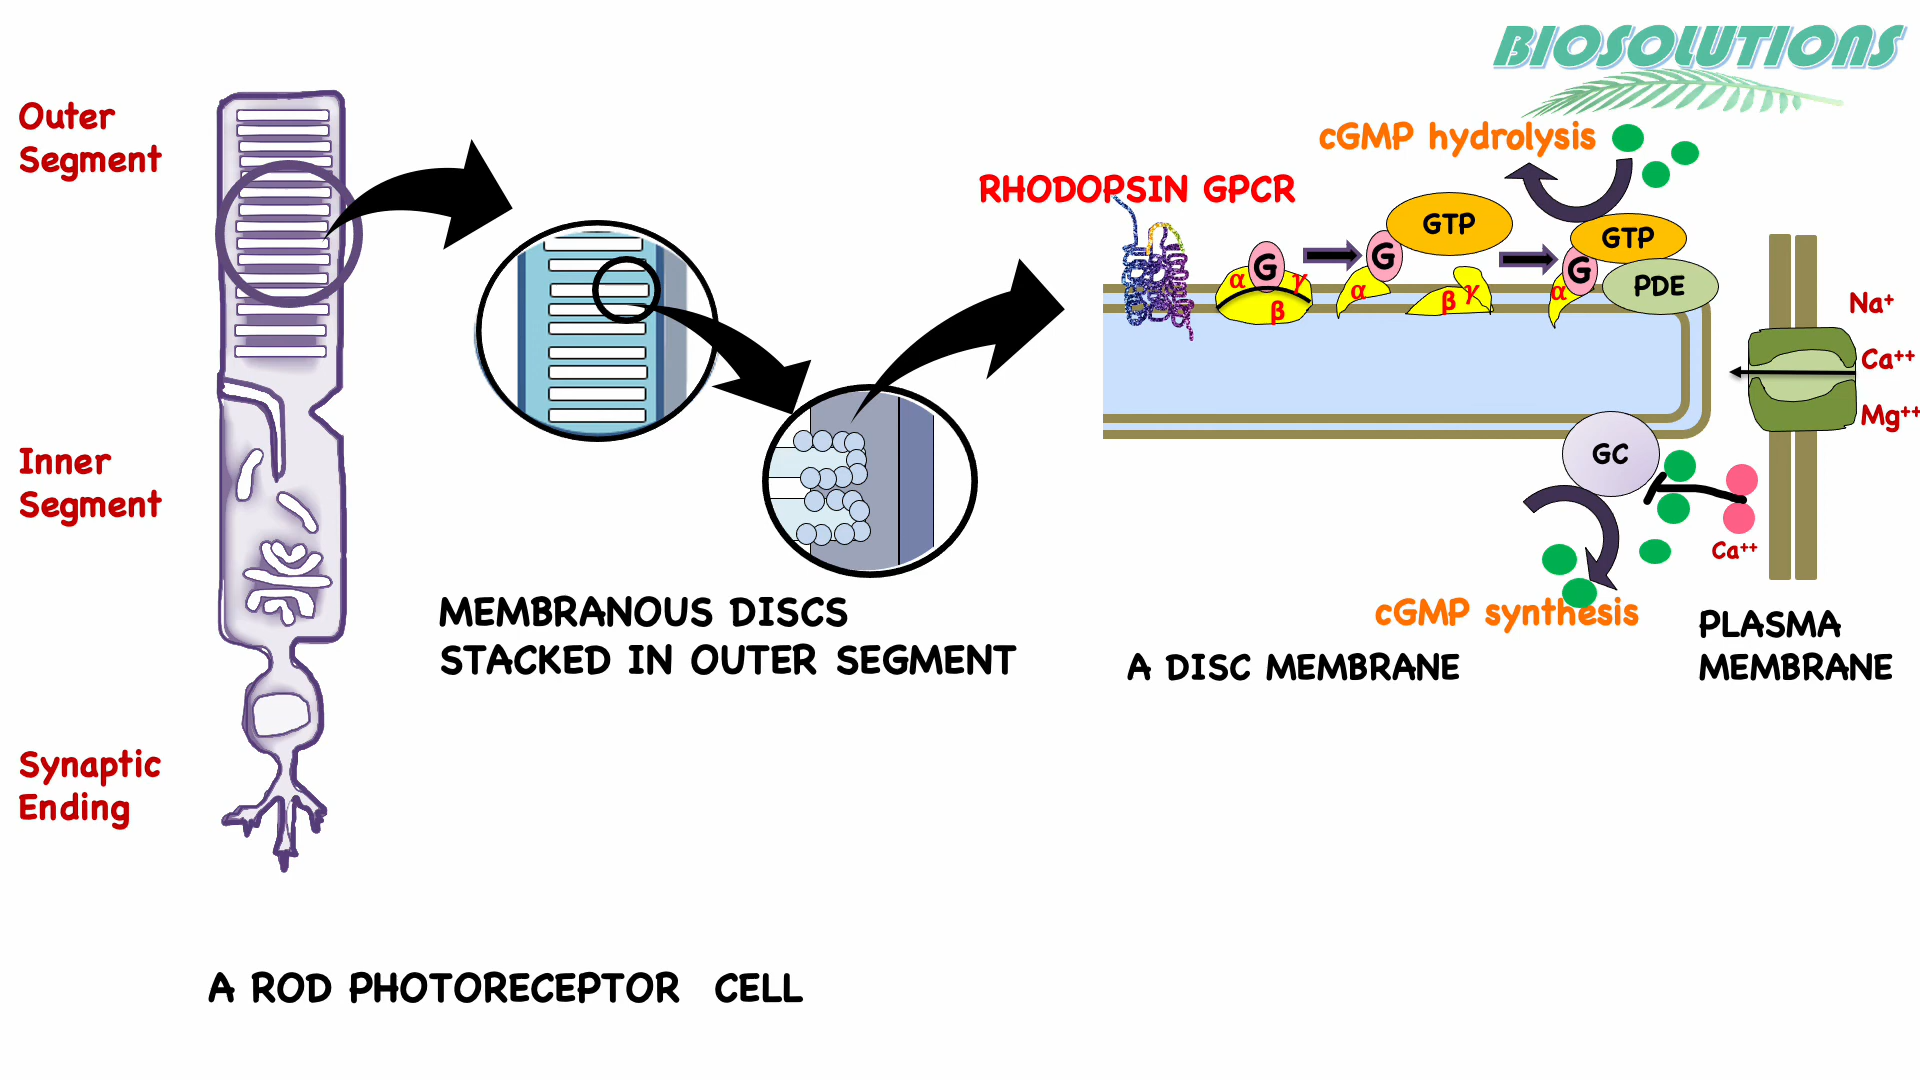 BIOSOLUTIONS
Outer
Segment
Inner
Segment
Synaptic
Ending
A ROD PHOTORECEPTOR CELL
MEMBRANOUS DISCS
STACKED IN OUTER SEGMENT
RHODOPSIN GPCR
cGMP hydrolysis
G
α
γ
β
GTP
G
α
β
γ
GTP
G
α
PDE
GC
cGMP synthesis
A DISC MEMBRANE
Na+
Ca++
Mg++
Ca++
PLASMA
MEMBRANE